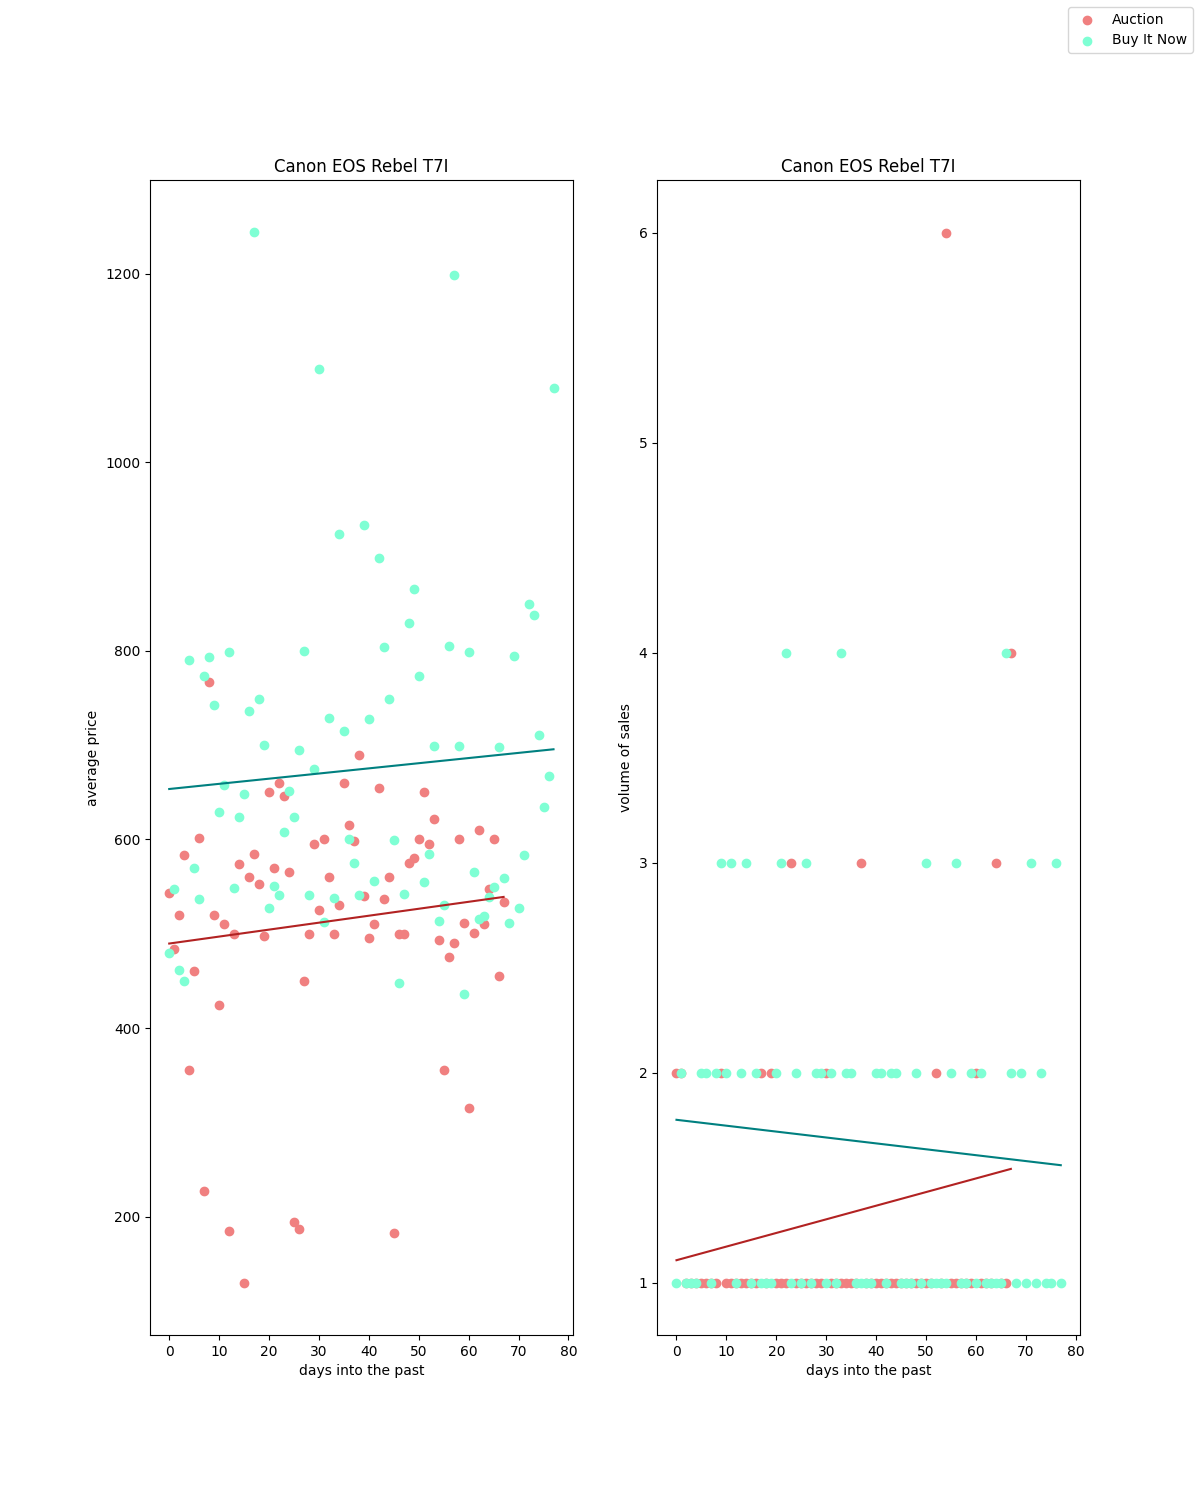 Auction
Buy It Now
Canon EOS Rebel T7I
1200
1000
800
600
400
200
average price
0 10 20 30 40 50 60 70 80
days into the past
Canon EOS Rebel T7I
6
5
4
3
2
1
volume of sales
0 10 20 30 40 50 60 70 80
days into the past